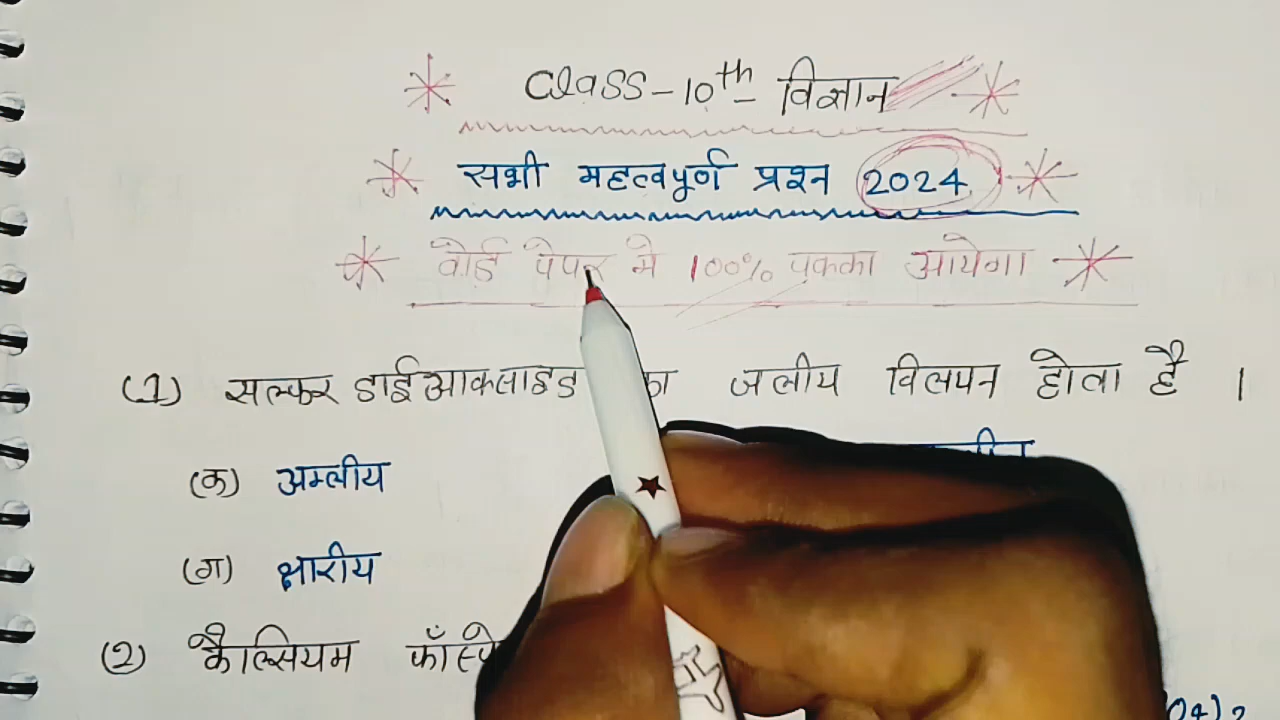 Class-10th विज्ञान
सभी महत्वपूर्ण प्रश्न 2024
वोर्ड पेपर मे 100% पक्का आयेगा
(1) सल्फर डाईआक्साइड का जलीय विलयन होता है ।
(क) अम्लीय
(ग) क्षारीय
(2) कैल्सियम